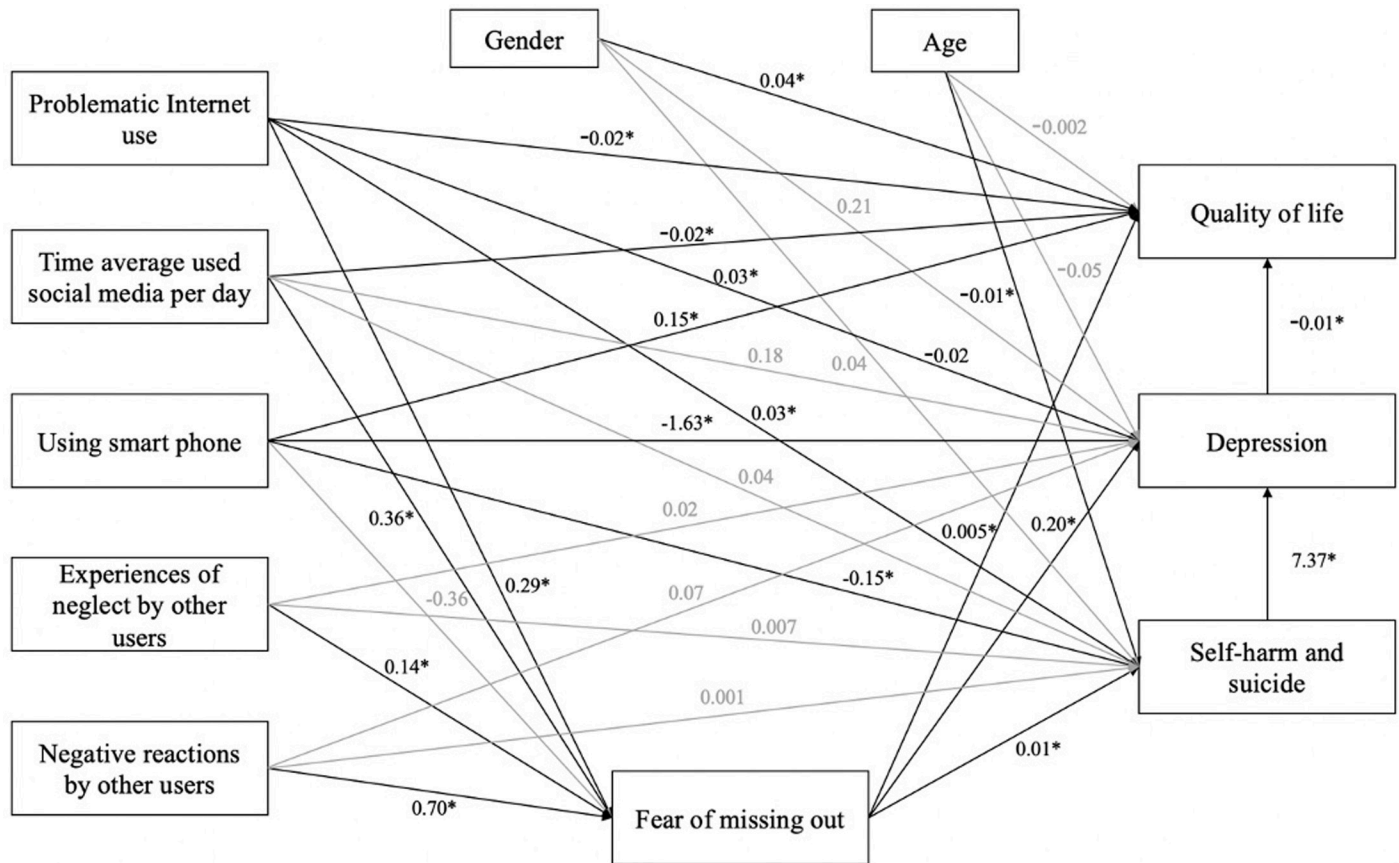 Gender
Age
Problematic Internet
use
0.04*
−0.02*
−0.002
Quality of life
0.21
Time average used
social media per day
−0.02*
0.03*
−0.01*
−0.05
0.15*
−0.01*
0.18
0.04
−0.02
Using smart phone
-1.63*
0.03*
Depression
0.04
0.02
0.36*
0.005*
0.20*
7.37*
Experiences of
neglect by other
users
0.29*
-0.36
0.07
-0.15*
0.007
Self-harm and
suicide
0.14*
0.001
Negative reactions
by other users
0.01*
0.70*
Fear of missing out